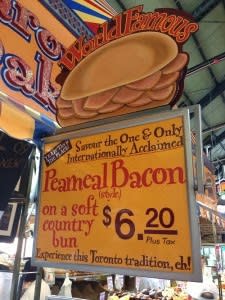 World Famous
Savour the One & Only
Internationally Acclaimed
Peameal Bacon
(style)
on a soft
country
bun
$6.20
Plus Tax
Experience this Toronto tradition, eh!